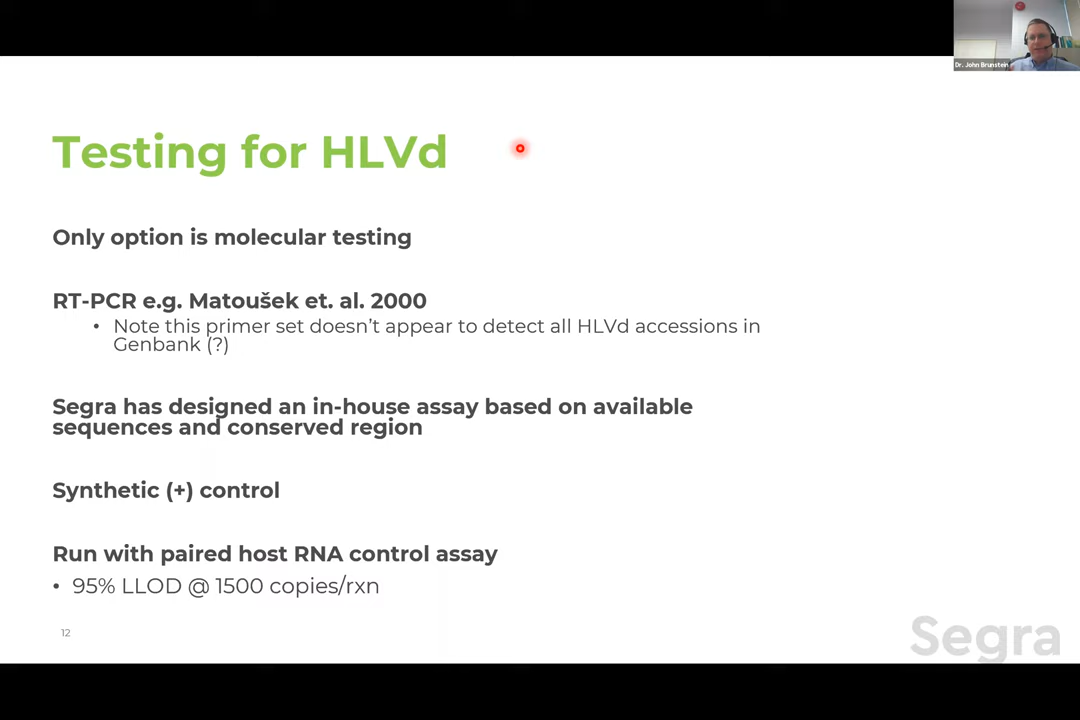 Dr. John Brunstein
Testing for HLVd
Only option is molecular testing
RT-PCR e.g. Matoušek et. al. 2000
• Note this primer set doesn't appear to detect all HLVd accessions in
Genbank (?)
Segra has designed an in-house assay based on available
sequences and conserved region
Synthetic (+) control
Run with paired host RNA control assay
• 95% LLOD @ 1500 copies/rxn
12
Segra